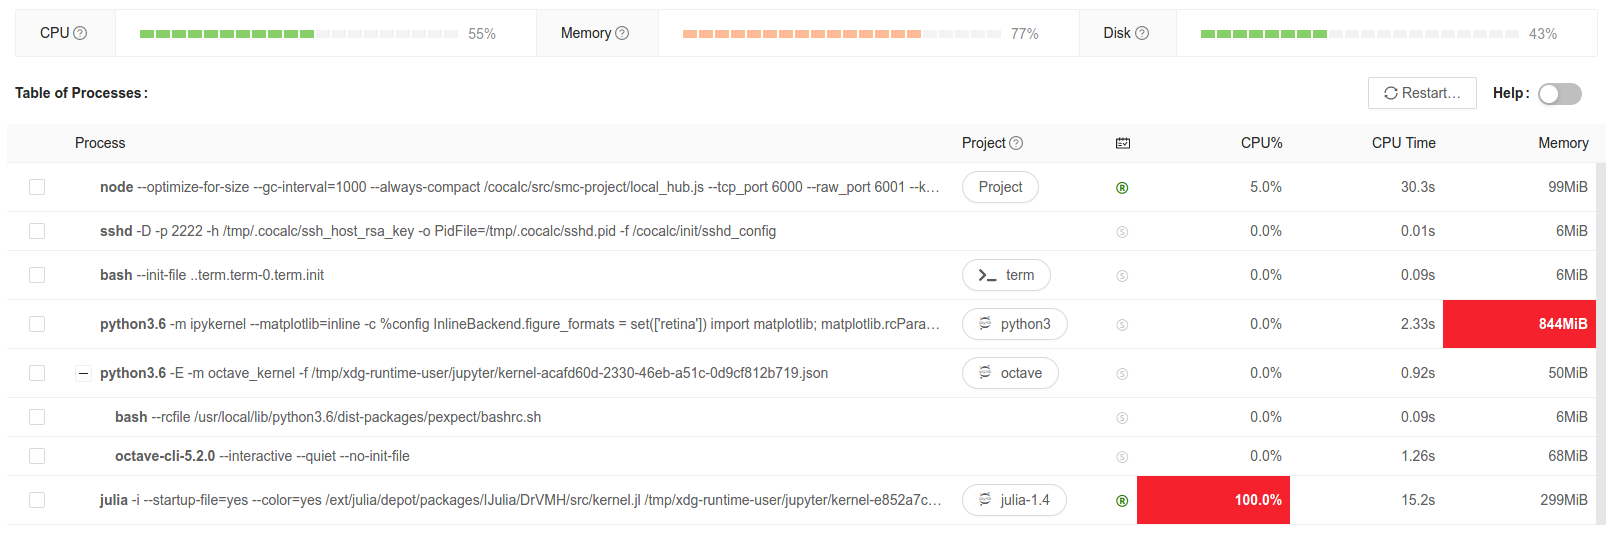 CPU 55% Memory 77% Disk 43%
Table of Processes: Restart... Help:
Process Project CPU% CPU Time Memory
node --optimize-for-size --gc-interval=1000 --always-compact /cocalc/src/smc-project/local_hub.js --tcp_port 6000 --raw_port 6001 --k... Project R 5.0% 30.3s 99MiB
sshd -D -p 2222 -h /tmp/.cocalc/ssh_host_rsa_key -o PidFile=/tmp/.cocalc/sshd.pid -f /cocalc/init/sshd_config S 0.0% 0.01s 6MiB
bash --init-file ..term.term-0.term.init term S 0.0% 0.09s 6MiB
python3.6 -m ipykernel --matplotlib=inline -c %config InlineBackend.figure_formats = set(['retina']) import matplotlib; matplotlib.rcPara... python3 S 0.0% 2.33s 844MiB
python3.6 -E -m octave_kernel -f /tmp/xdg-runtime-user/jupyter/kernel-acafd60d-2330-46eb-a51c-0d9cf812b719.json octave S 0.0% 0.92s 50MiB
bash --rcfile /usr/local/lib/python3.6/dist-packages/pexpect/bashrc.sh S 0.0% 0.09s 6MiB
octave-cli-5.2.0 --interactive --quiet --no-init-file S 0.0% 1.26s 68MiB
julia -i --startup-file=yes --color=yes /ext/julia/depot/packages/IJulia/DrVMH/src/kernel.jl /tmp/xdg-runtime-user/jupyter/kernel-e852a7c... julia-1.4 R 100.0% 15.2s 299MiB